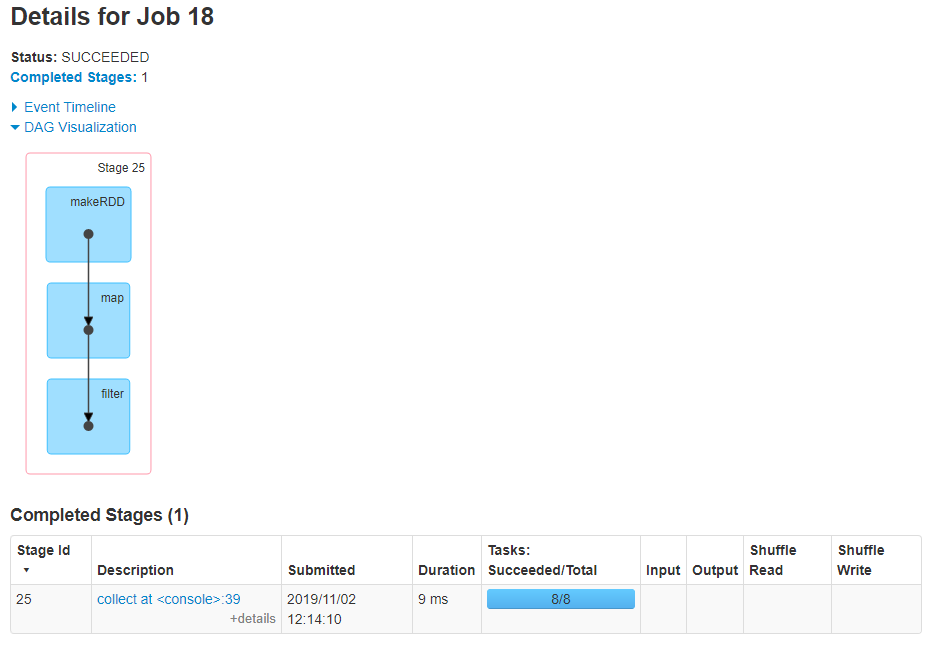 Details for Job 18
Status: SUCCEEDED
Completed Stages: 1
Event Timeline
DAG Visualization
Stage 25
makeRDD
map
filter
Completed Stages (1)
Stage Id Description Submitted Duration Tasks: Succeeded/Total Input Output Shuffle Read Shuffle Write
25 collect at <console>:39 +details 2019/11/02 12:14:10 9 ms 8/8